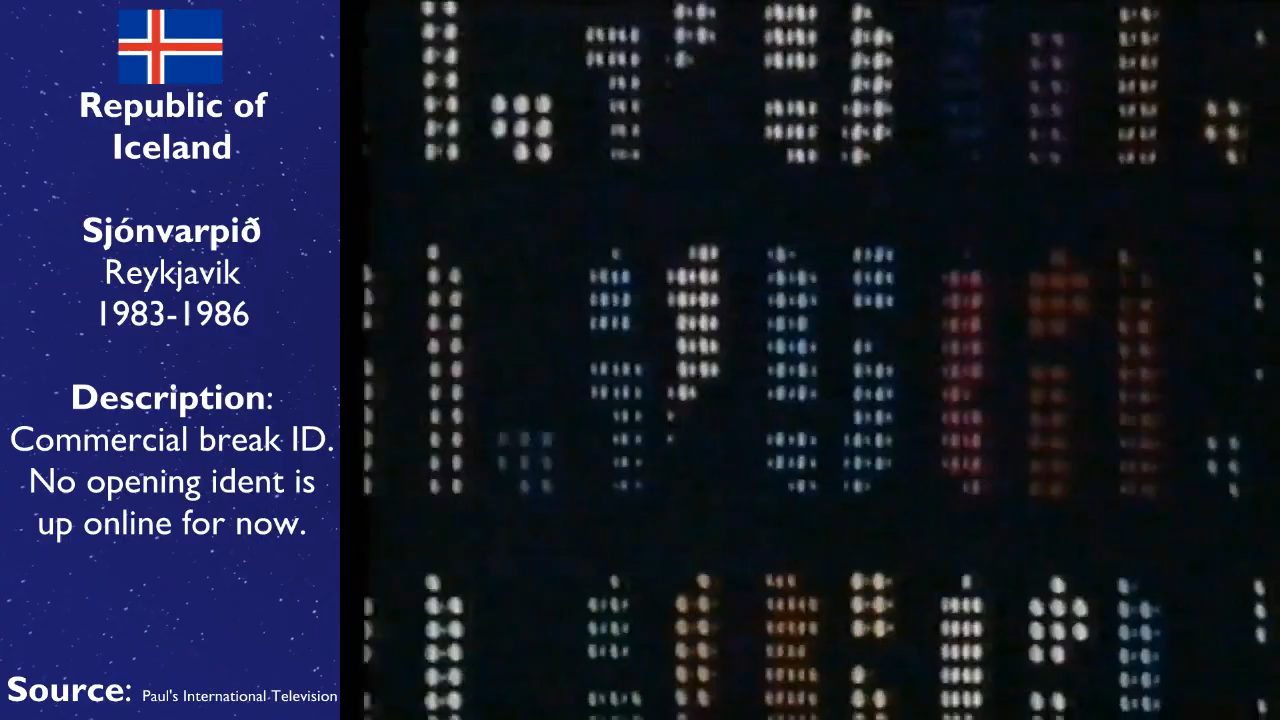 Republic of
Iceland
Sjónvarpið
Reykjavik
1983-1986
Description:
Commercial break ID.
No opening ident is
up online for now.
Source: Paul's International Television